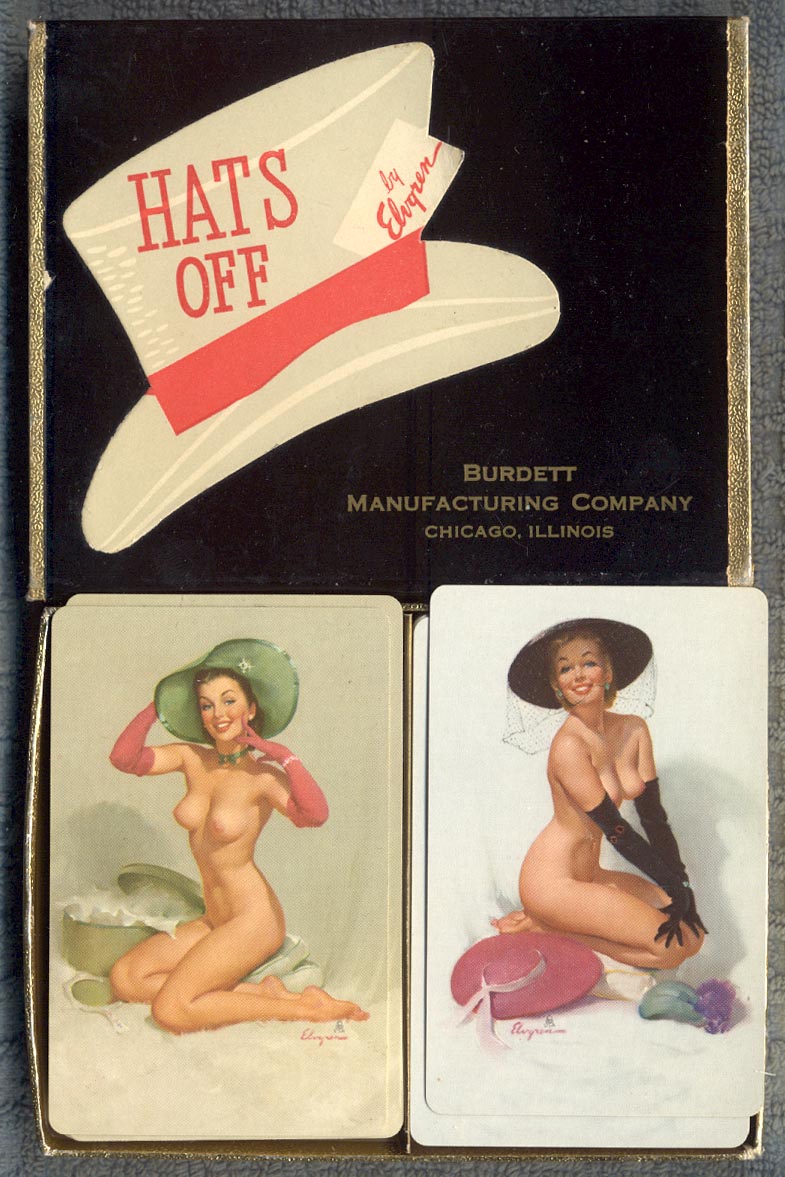 HATS
OFF
by
Elvgren
BURDETT
MANUFACTURING COMPANY
CHICAGO, ILLINOIS
Elvgren
Elvgren